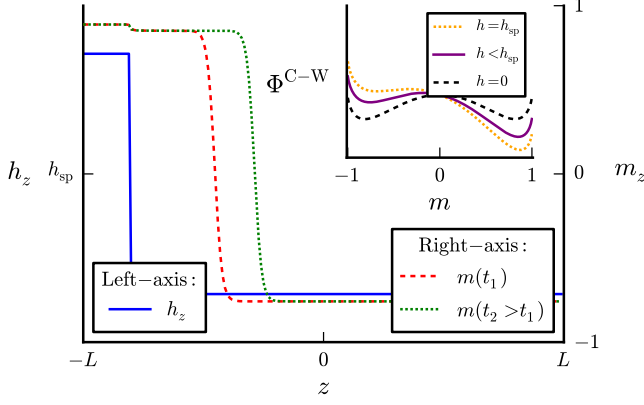 1
Φ^C−W
h = h_sp
h < h_sp
h = 0
−1
0
1
m
h_z
h_sp
0
m_z
Left−axis :
h_z
Right−axis :
m(t_1)
m(t_2 > t_1)
−1
−L
0
L
z